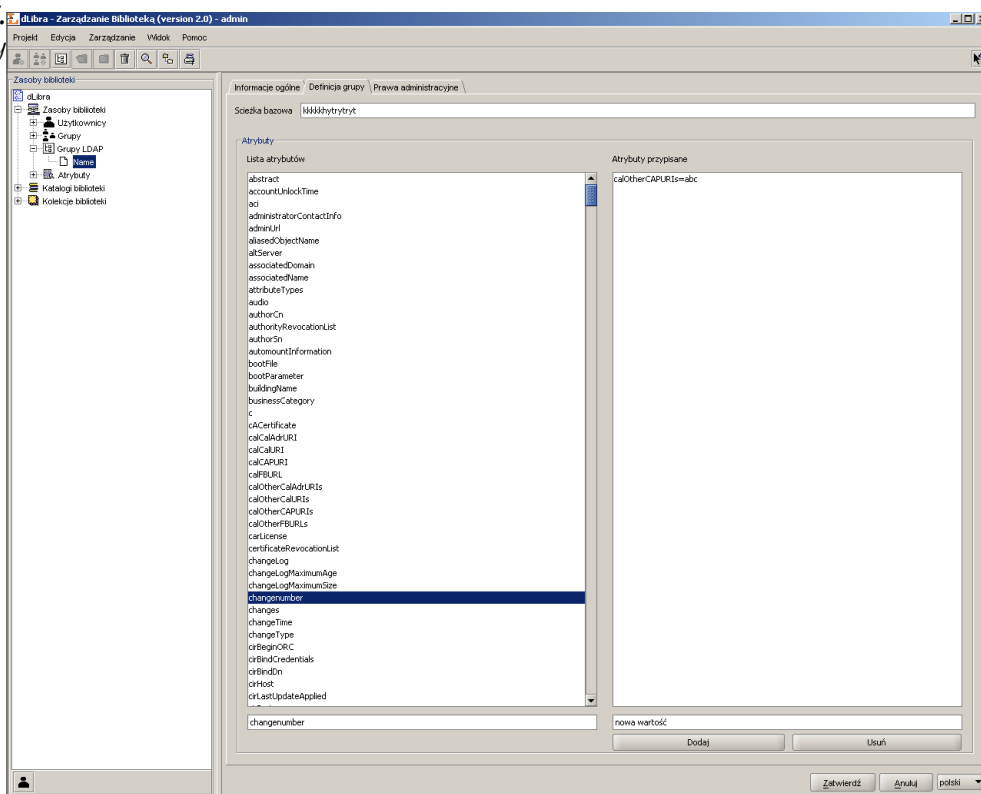 dLibra - Zarządzanie Biblioteką (version 2.0) - admin
Projekt Edycja Zarządzanie Widok Pomoc
Zasoby biblioteki
dLibra
Zasoby bibliioteki
Użytkownicy
Grupy
Grupy LDAP
Name
Atrybuty
Katalogi biblioteki
Kolekcje biblioteki
Informacje ogólne Definicja grupy Prawa administracyjne
Scieżka bazowa kkkkkhytrytryt
Atrybuty
Lista atrybutów
abstract
accountUnlockTime
aci
administratorContactInfo
adminUrl
aliasedObjectName
altServer
associatedDomain
associatedName
attributeTypes
audio
authorCn
authorityRevocationList
authorSn
automountInformation
bootFile
bootParameter
buildingName
businessCategory
c
cACertificate
calCalAdrURI
calCalURI
calCAPURI
calFBURL
calOtherCalAdrURIs
calOtherCalURIs
calOtherCAPURIs
calOtherFBURLs
carLicense
certificateRevocationList
changeLog
changeLogMaximumAge
changeLogMaximumSize
changenumber
changes
changeTime
changeType
cirBeginORC
cirBindCredentials
cirBindDn
cirHost
cirLastUpdateApplied
changenumber
Atrybuty przypisane
calOtherCAPURIs=abc
nowa wartość
Dodaj Usuń
Zatwierdź Anuluj polski